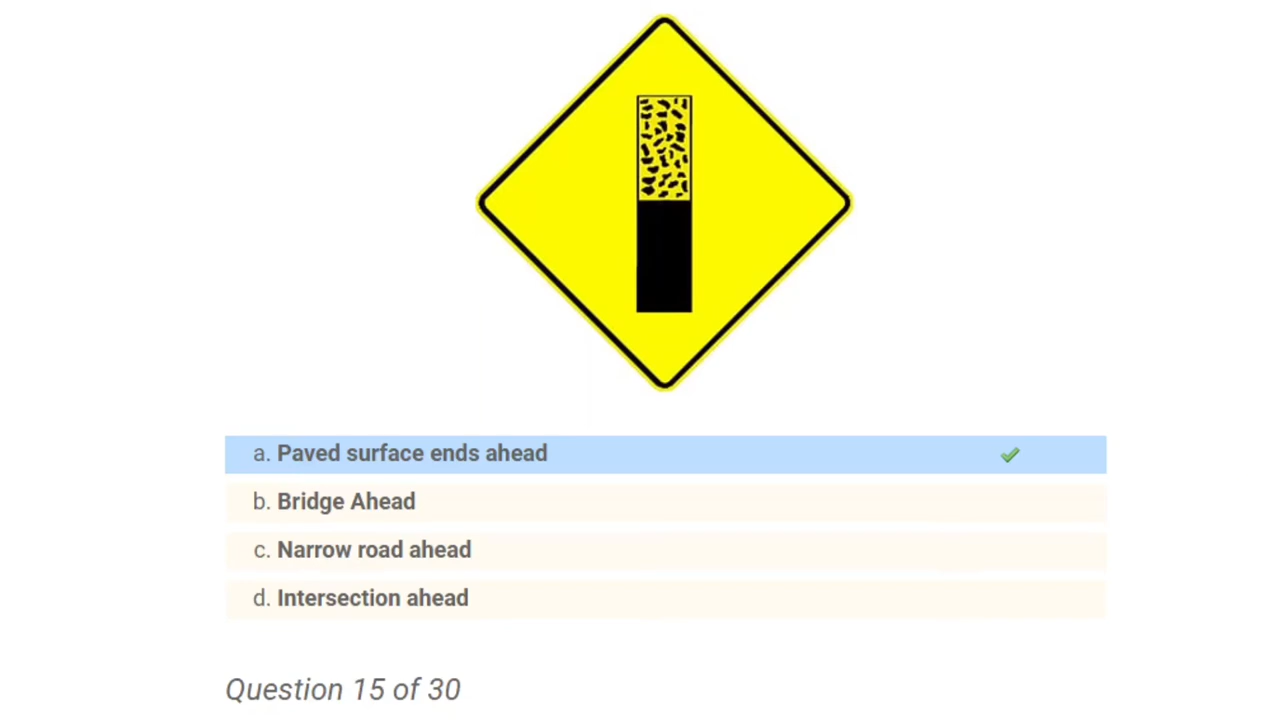 a. Paved surface ends ahead
b. Bridge Ahead
c. Narrow road ahead
d. Intersection ahead
Question 15 of 30